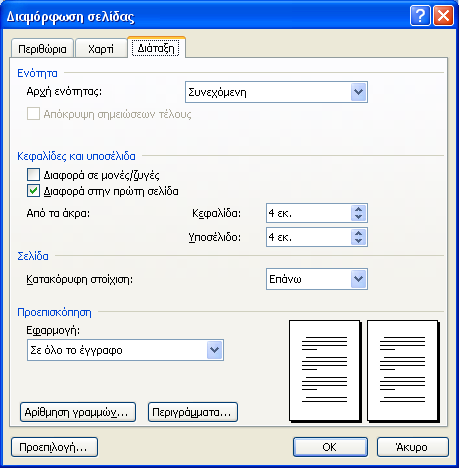 Διαμόρφωση σελίδας
Περιθώρια Χαρτί Διάταξη
Ενότητα
Αρχή ενότητας: Συνεχόμενη
Απόκρυψη σημειώσεων τέλους
Κεφαλίδες και υποσέλιδα
Διαφορά σε μονές/ζυγές
Διαφορά στην πρώτη σελίδα
Από τα άκρα: Κεφαλίδα: 4 εκ.
Υποσέλιδο: 4 εκ.
Σελίδα
Κατακόρυφη στοίχιση: Επάνω
Προεπισκόπηση
Εφαρμογή:
Σε όλο το έγγραφο
Αρίθμηση γραμμών... Περιγράμματα...
Προεπιλογή... OK Άκυρο